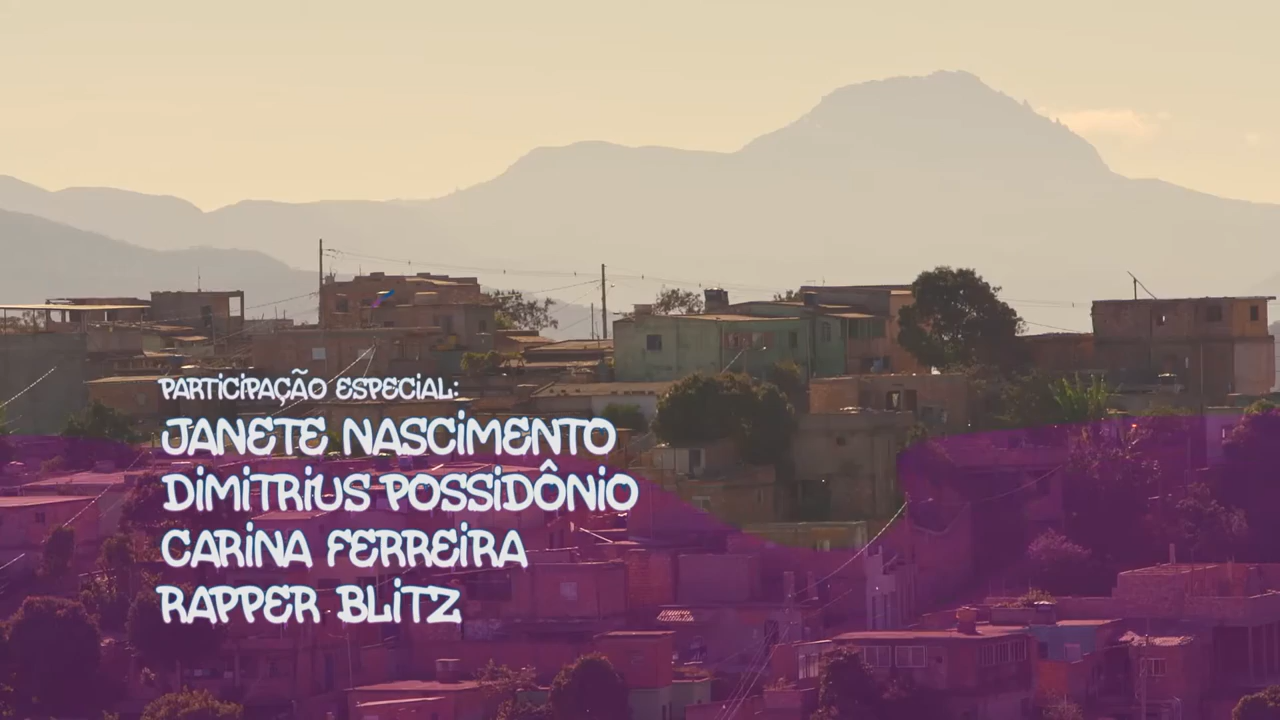 PARTICIPAÇÃO ESPECIAL:
JANETE NASCIMENTO
DIMITRIUS POSSIDÔNIO
CARINA FERREIRA
RAPPER BLITZ